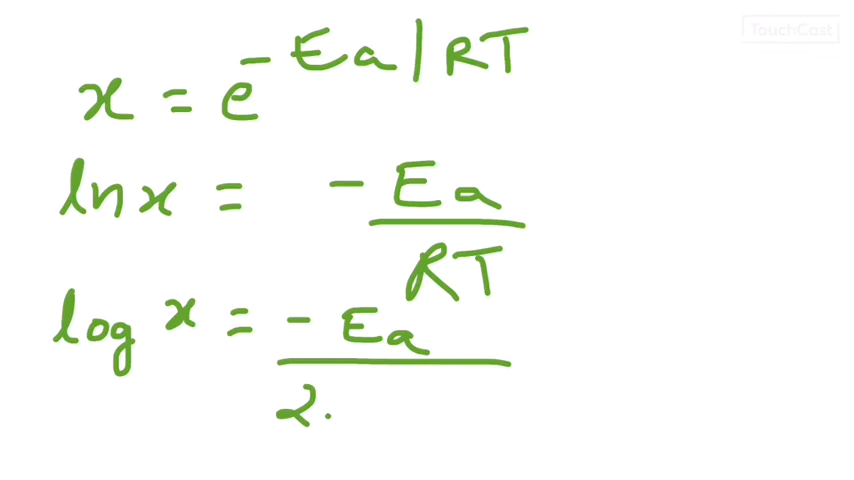 TouchCast
x = e^{-Ea|RT}
ln x = -Ea/RT
log x = -Ea/2.